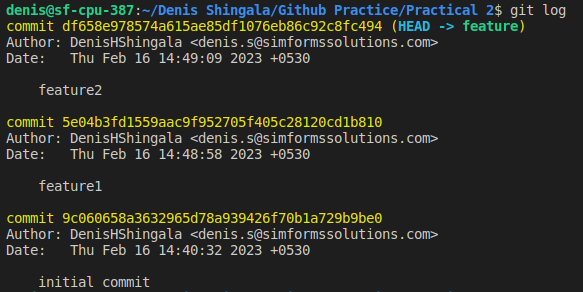 denis@sf-cpu-387:~/Denis Shingala/Github Practice/Practical 2$ git log
commit df658e978574a615ae85df1076eb86c92c8fc494 (HEAD -> feature)
Author: DenisHShingala <denis.s@simformssolutions.com>
Date:   Thu Feb 16 14:49:09 2023 +0530
    feature2
commit 5e04b3fd1559aac9f952705f405c28120cd1b810
Author: DenisHShingala <denis.s@simformssolutions.com>
Date:   Thu Feb 16 14:48:58 2023 +0530
    feature1
commit 9c060658a3632965d78a939426f70b1a729b9be0
Author: DenisHShingala <denis.s@simformssolutions.com>
Date:   Thu Feb 16 14:40:32 2023 +0530
    initial commit